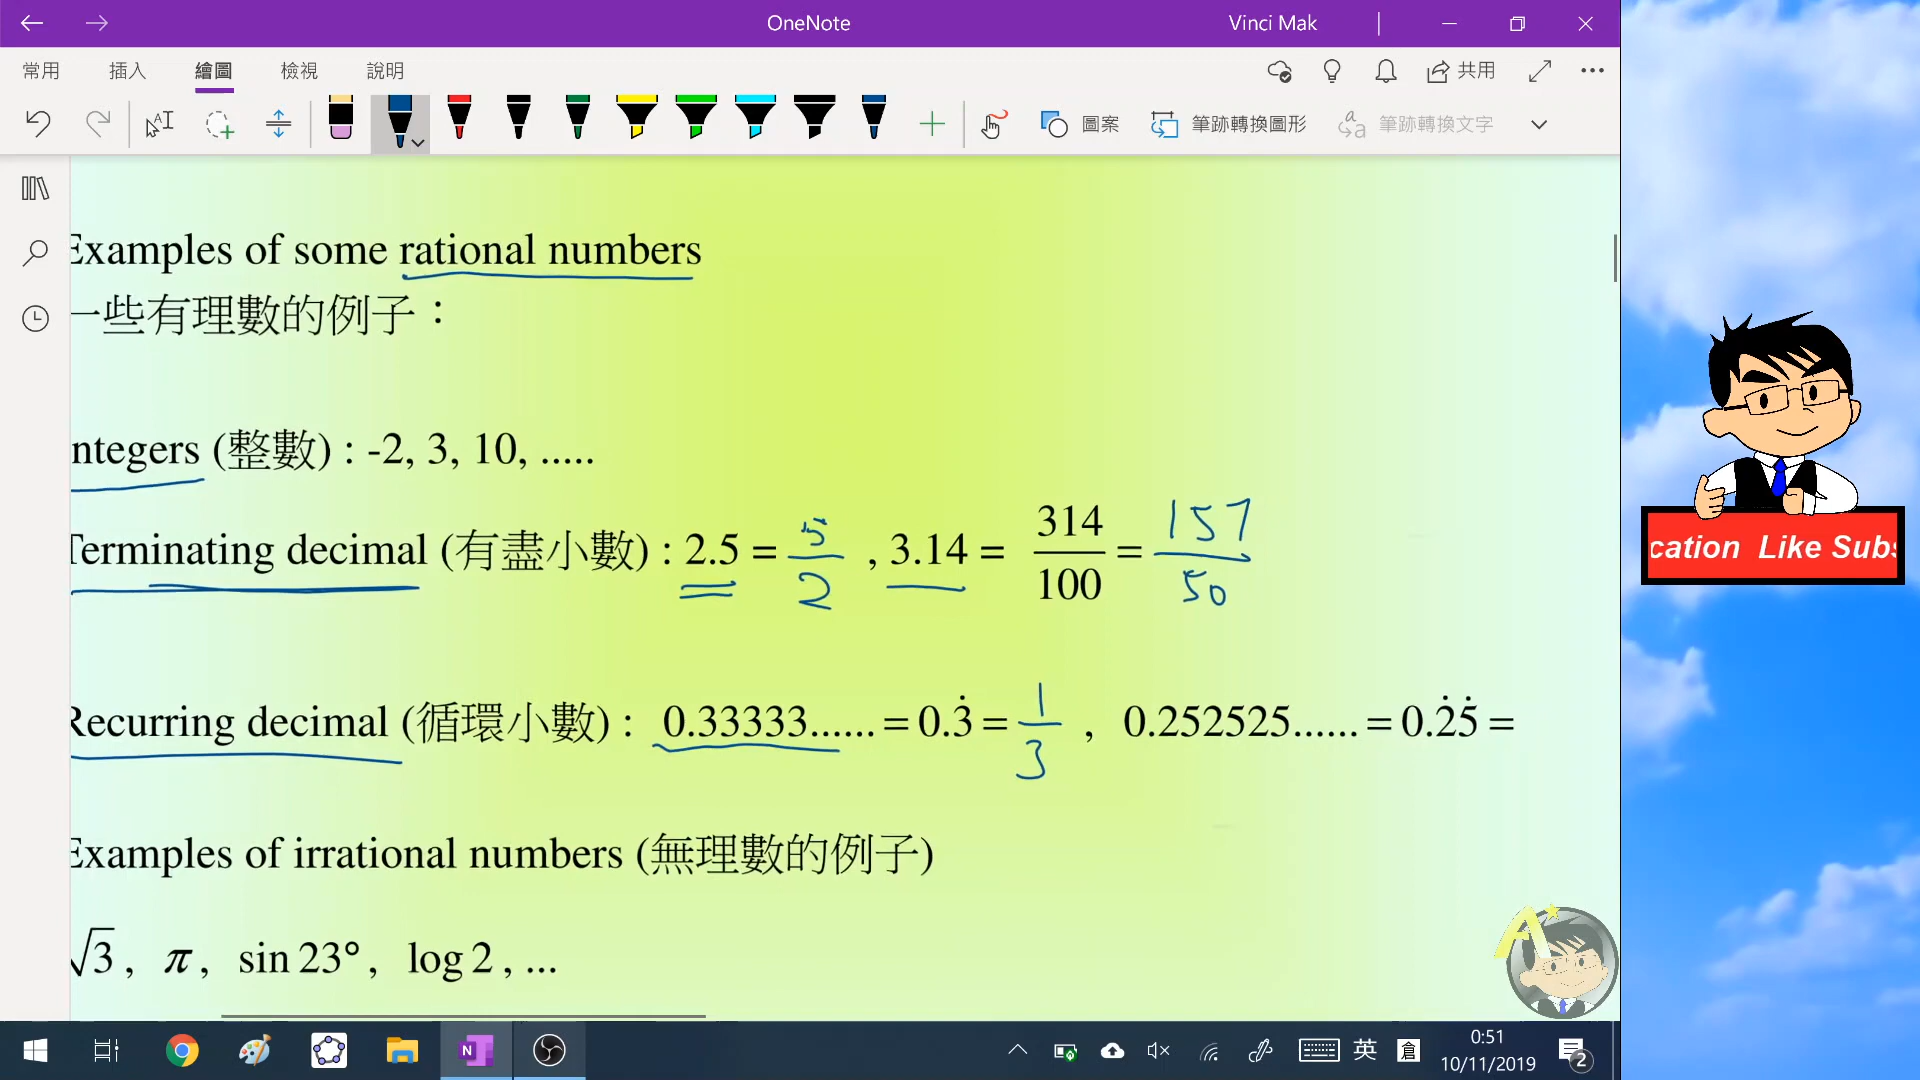 OneNote
Vinci Mak
常用 插入 繪圖 檢視 說明
共用
圖案 筆跡轉換圖形 筆跡轉換文字
Examples of some rational numbers
一些有理數的例子：
ntegers (整數) : -2, 3, 10, .....
Terminating decimal (有盡小數) : 2.5 = 5/2 , 3.14 = 314/100 = 157/50
Recurring decimal (循環小數) : 0.33333...... = 0.3̇ = 1/3 , 0.252525...... = 0.2̇5̇ =
Examples of irrational numbers (無理數的例子)
√3 , π , sin 23° , log 2 , ...
cation Like Subs
A
英 倉
0:51
10/11/2019
2